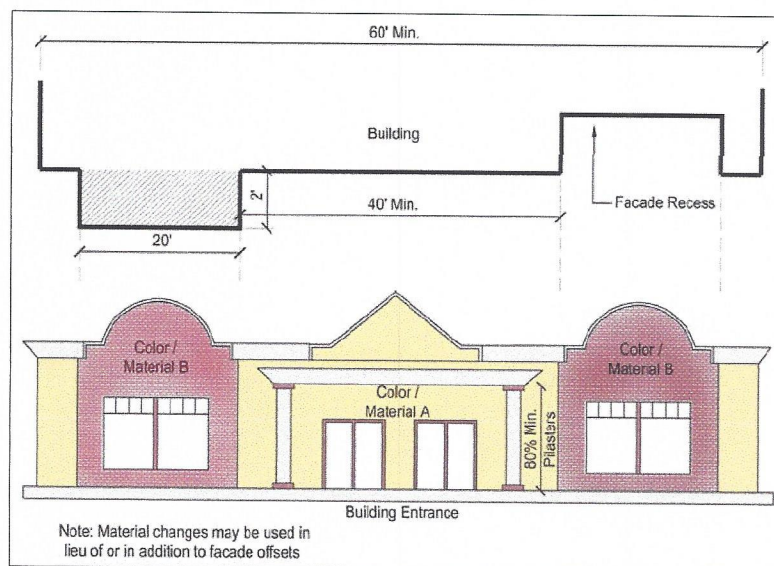 60' Min.
Building
2'
40' Min.
Facade Recess
20'
Color /
Material B
Color /
Material A
Color /
Material B
80% Min.
Pilasters
Building Entrance
Note: Material changes may be used in
lieu of or in addition to facade offsets